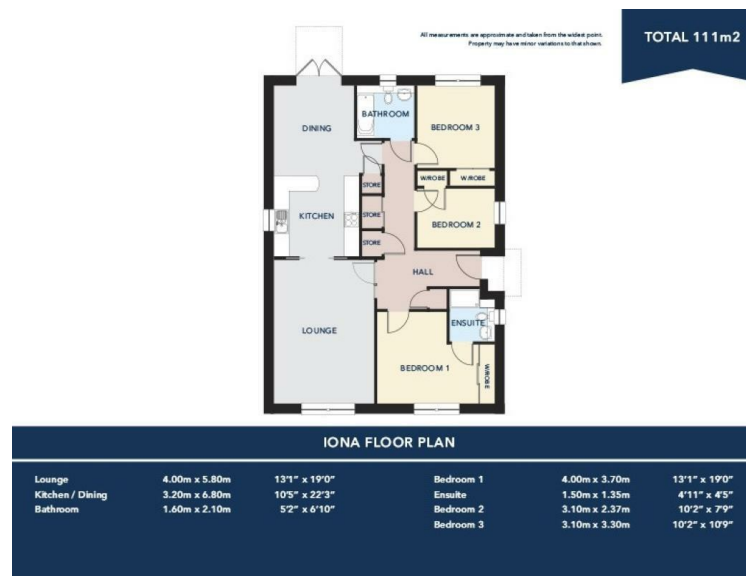 All measurements are approximate and taken from the widest point.
Property may have minor variations to that shown.
TOTAL 111m2
DINING
BATHROOM
BEDROOM 3
STORE
W/ROBE
W/ROBE
STORE
KITCHEN
BEDROOM 2
STORE
HALL
LOUNGE
ENSUITE
BEDROOM 1
W/ROBE
IONA FLOOR PLAN
Lounge 4.00m x 5.80m 13'1" x 19'0"
Kitchen / Dining 3.20m x 6.80m 10'5" x 22'3"
Bathroom 1.60m x 2.10m 5'2" x 6'10"
Bedroom 1 4.00m x 3.70m 13'1" x 19'0"
Ensuite 1.50m x 1.35m 4'11" x 4'5"
Bedroom 2 3.10m x 2.37m 10'2" x 7'9"
Bedroom 3 3.10m x 3.30m 10'2" x 10'9"